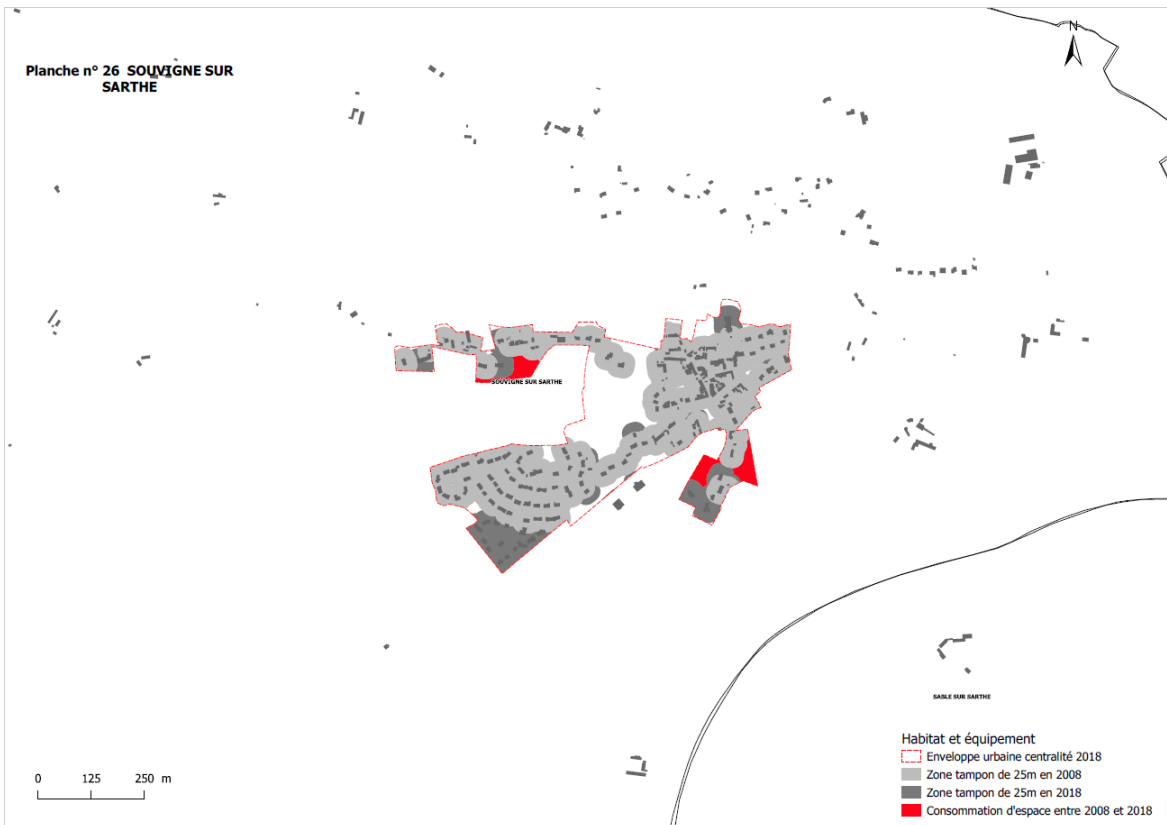 N
Planche n° 26 SOUVIGNE SUR
SARTHE
SOUVIGNE SUR SARTHE
SABLE SUR SARTHE
Habitat et équipement
Enveloppe urbaine centralité 2018
Zone tampon de 25m en 2008
Zone tampon de 25m en 2018
Consommation d'espace entre 2008 et 2018
0 125 250 m